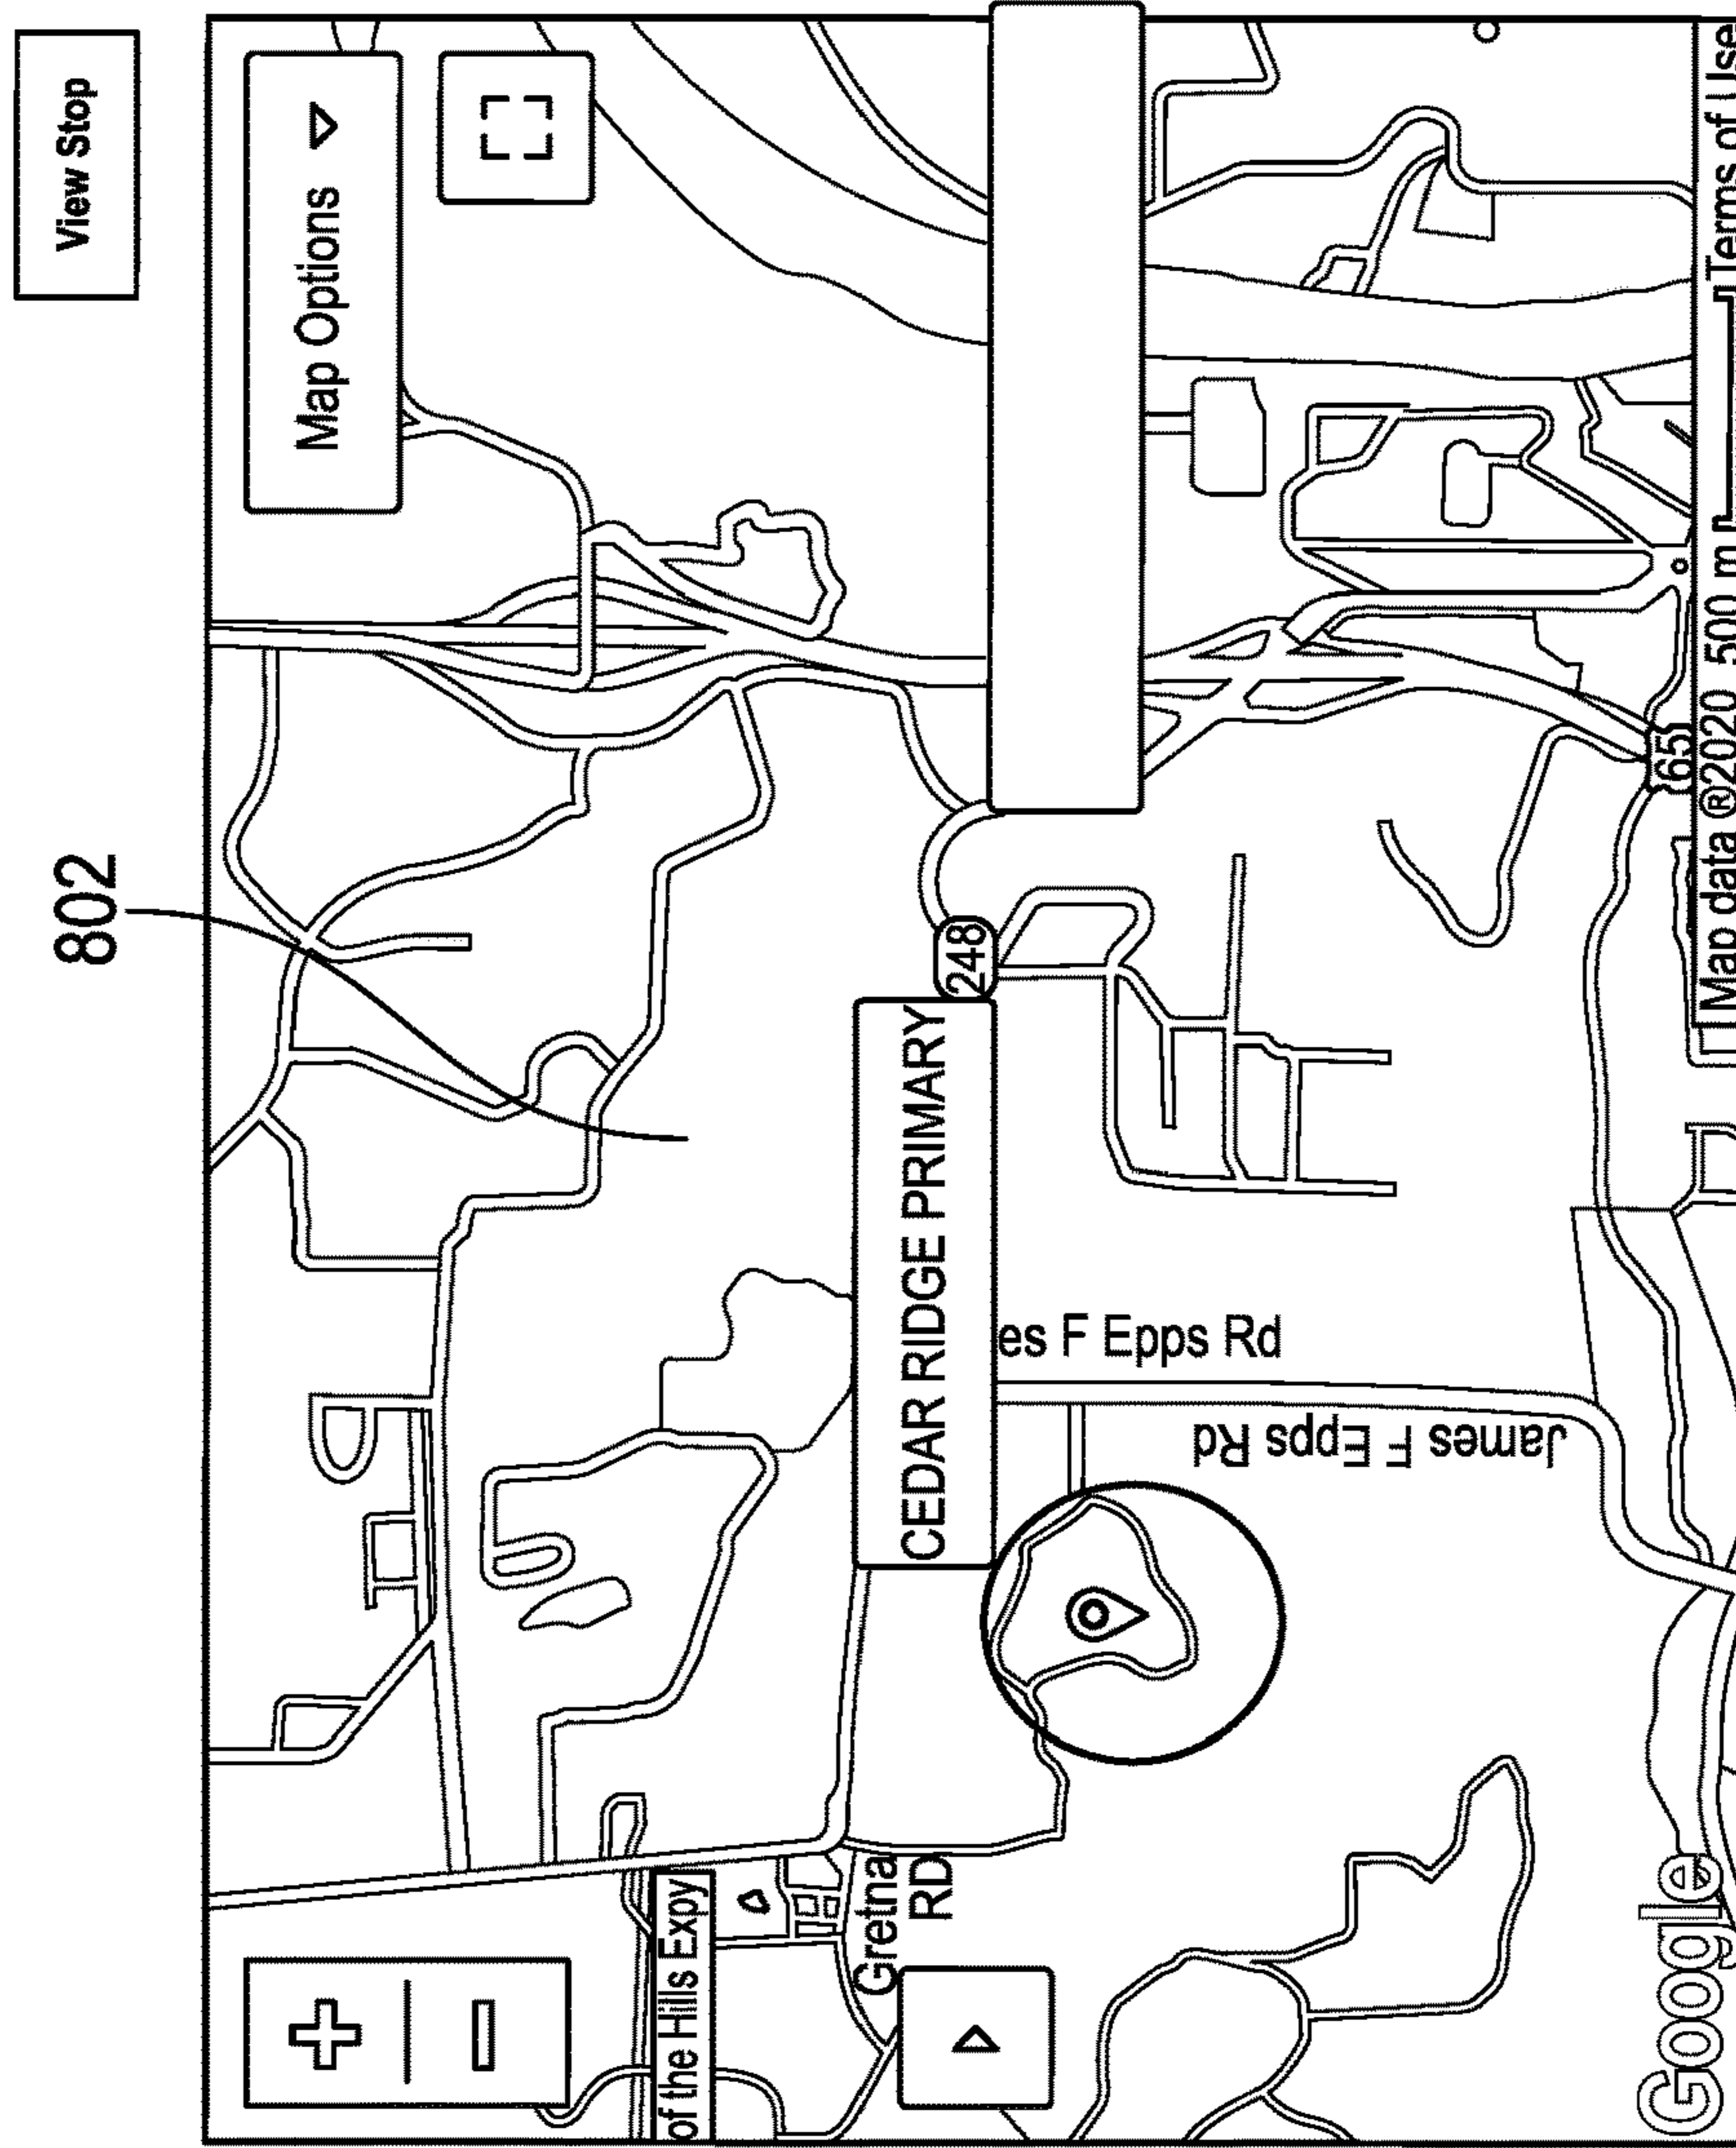 View Stop
802
Map Options
248
CEDAR RIDGE PRIMARY
es F Epps Rd
James F Epps Rd
of the Hills Expy
Gretna
RD
65
Google
Map data ®2020 500 m
Terms of Use